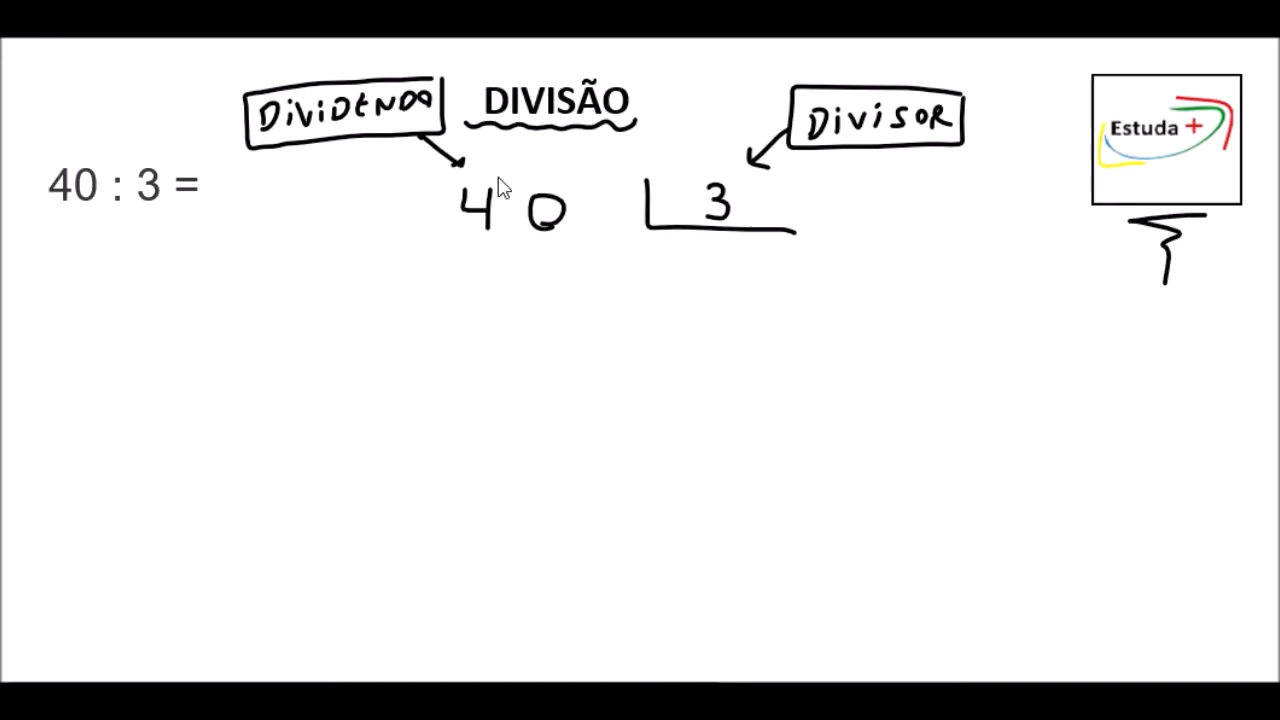 DiViDENDO
DIVISÃO
DiViSOR
Estuda +
40 : 3 =
40 3